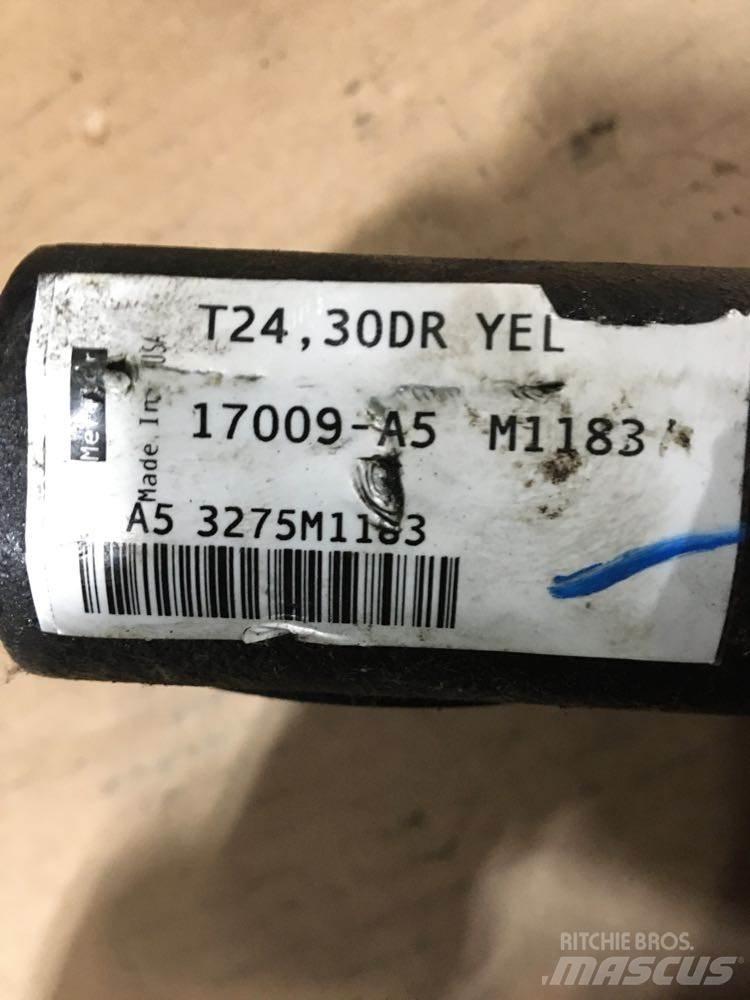 T24,30DR YEL
17009-A5 M1183
A5 3275M1183
Made In USA
RITCHIE BROS.
MASCUS